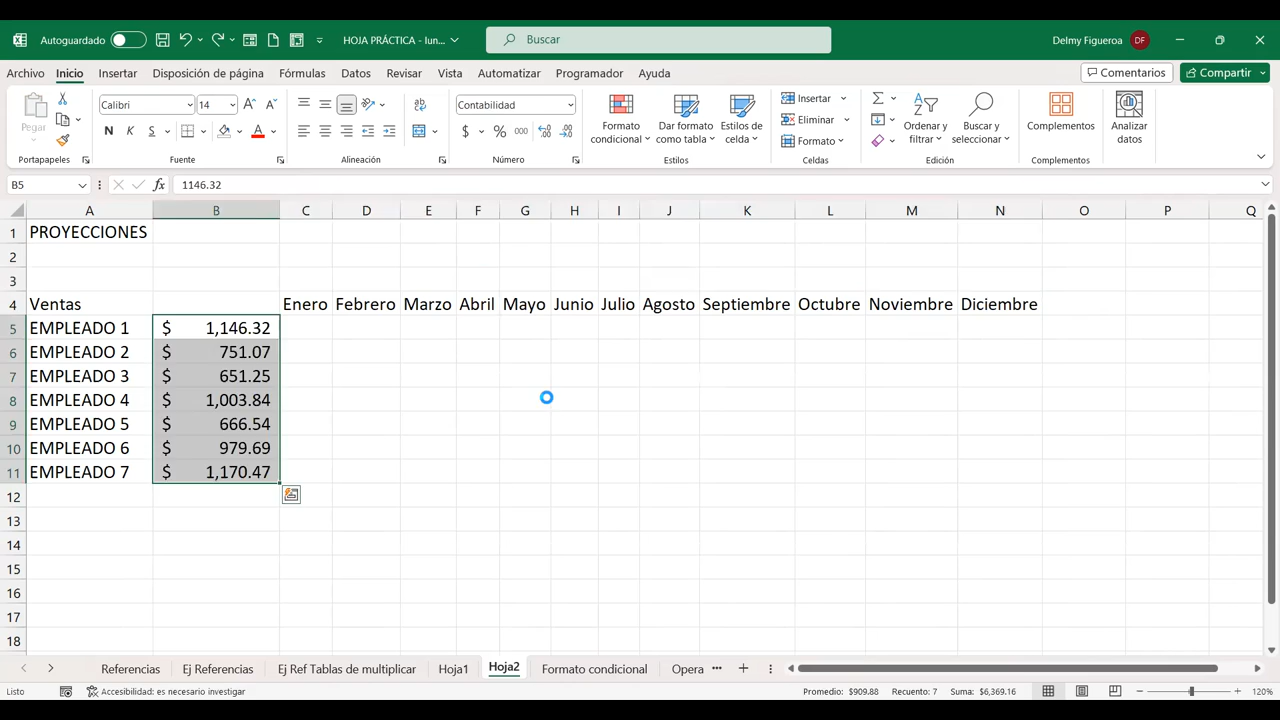 Autoguardado HOJA PRÁCTICA - lun... Buscar Delmy Figueroa DF
Archivo Inicio Insertar Disposición de página Fórmulas Datos Revisar Vista Automatizar Programador Ayuda Comentarios Compartir
Pegar Calibri 14 A A N K S A ab Contabilidad $ % 000 Formato condicional Dar formato como tabla Estilos de celda Insertar Eliminar Formato Ordenar y filtrar Buscar y seleccionar Complementos Analizar datos
Portapapeles Fuente Alineación Número Estilos Celdas Edición Complementos
B5 fx 1146.32
A B C D E F G H I J K L M N O P Q
1 PROYECCIONES
2
3
4 Ventas Enero Febrero Marzo Abril Mayo Junio Julio Agosto Septiembre Octubre Noviembre Diciembre
5 EMPLEADO 1 $ 1,146.32
6 EMPLEADO 2 $ 751.07
7 EMPLEADO 3 $ 651.25
8 EMPLEADO 4 $ 1,003.84
9 EMPLEADO 5 $ 666.54
10 EMPLEADO 6 $ 979.69
11 EMPLEADO 7 $ 1,170.47
12
13
14
15
16
17
18
Referencias Ej Referencias Ej Ref Tablas de multiplicar Hoja1 Hoja2 Formato condicional Opera ...
Listo Accesibilidad: es necesario investigar Promedio: $909.88 Recuento: 7 Suma: $6,369.16 120%